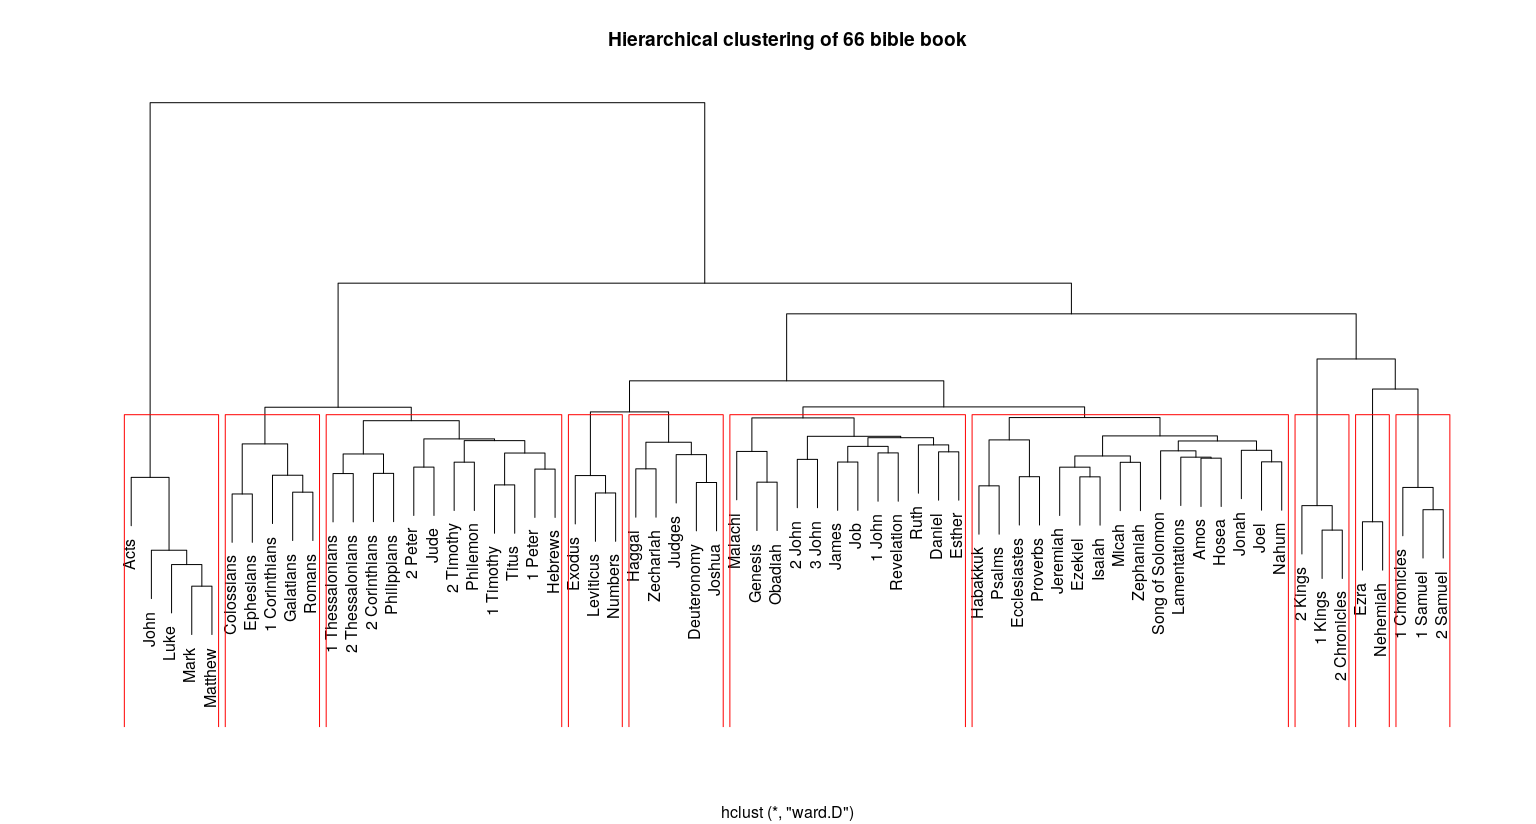 Hierarchical clustering of 66 bible book
Acts
John
Luke
Mark
Matthew
Colossians
Ephesians
1 Corinthians
Galatians
Romans
1 Thessalonians
2 Thessalonians
2 Corinthians
Philippians
2 Peter
Jude
2 Timothy
Philemon
1 Timothy
Titus
1 Peter
Hebrews
Exodus
Leviticus
Numbers
Haggai
Zechariah
Judges
Deuteronomy
Joshua
Malachi
Genesis
Obadiah
2 John
3 John
James
Job
1 John
Revelation
Ruth
Daniel
Esther
Habakkuk
Psalms
Ecclesiastes
Proverbs
Jeremiah
Ezekiel
Isaiah
Micah
Zephaniah
Song of Solomon
Lamentations
Amos
Hosea
Jonah
Joel
Nahum
2 Kings
1 Kings
2 Chronicles
Ezra
Nehemiah
1 Chronicles
1 Samuel
2 Samuel
hclust (*, "ward.D")